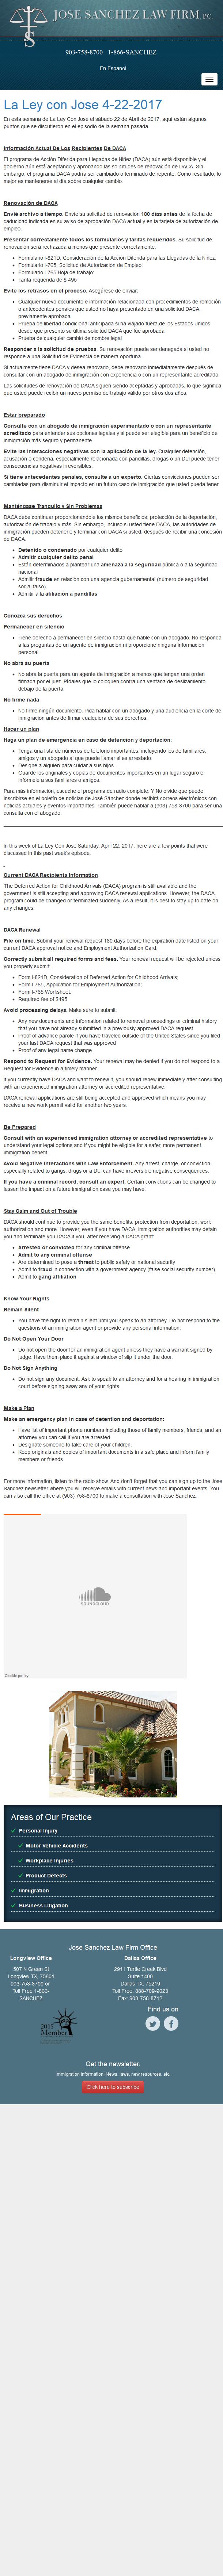 JOSE SANCHEZ LAW FIRM, P.C.
903-758-8700 1-866-SANCHEZ
En Espanol
La Ley con Jose 4-22-2017
En esta semana de La Ley Con José el sábado 22 de Abril de 2017, aquí están algunos
puntos que se discutieron en el episodio de la semana pasada.
Información Actual De Los Recipientes De DACA
El programa de Acción Diferida para Llegadas de Niñez (DACA) aún está disponible y el
gobierno aún está aceptando y aprobando las solicitudes de renovación de DACA. Sin
embargo, el programa DACA podría ser cambiado o terminado repentinamente. Como resultado, lo
mejor es mantenerse al día sobre cualquier cambio.
Renovación de DACA
Envié archivo a tiempo. Envíe su solicitud de renovación 180 días antes de la fecha de
caducidad indicada en su aviso de aprobación DACA actual y en la tarjeta de autorización
de empleo.
Presentar correctamente todos los formularios y tarifas requeridos. Su solicitud de
renovación será rechazada a menos que presente correctamente:
• Formulario I-821D, Consideración de la Acción Diferida para las Llegadas de la Niñez;
• Formulario I-765, Solicitud de Autorización de Empleo;
• Formulario I-765 Hoja de trabajo.
• Tarifa requerida de $ 495.
Evite los retrasos en el proceso. Asegúrese de enviar:
• Cualquier nuevo documento e información relacionada con procedimientos de remoción
o antecedentes penales que usted no haya presentado con una solicitud DACA
previamente aprobada
• Prueba de libertad condicional anticipada si ha viajado fuera de los Estados Unidos
desde que presentó su última solicitud DACA que fue aprobada
• Prueba de cualquier cambio de nombre legal
Responder a la solicitud de pruebas. Su renovación puede ser denegada si usted no
responde a una Solicitud de Evidencia de manera oportuna.
Si actualmente tiene DACA y desea renovarlo, debe renovarlo inmediatamente después de
consultar con un abogado de inmigración con experiencia o con un representante acreditado.
Las solicitudes de renovación de DACA siguen siendo aceptadas y aprobadas, lo que significa
que usted puede recibir un nuevo permiso de trabajo válido por otros dos años.
Estar preparado
Consulte con un abogado de inmigración experimentado o con un representante
acreditado para entender sus opciones legales y si puede ser elegible para un beneficio de
inmigración más seguro y permanente.
Evite las interacciones negativas con la aplicación de la ley. Cualquier detención,
acusación o condena, especialmente relacionada con pandillas, drogas o un DUI puede tener
consecuencias negativas irreversibles.
Si tiene antecedentes penales, consulte a un experto. Ciertas convicciones pueden ser
cambiadas para disminuir el impacto en un futuro caso de inmigración que usted pueda tener.
Manténgase Tranquilo y Sin Problemas
DACA debe continuar proporcionándole los mismos beneficios: protección de la deportación,
autorización de trabajo, y más. Sin embargo, incluso si usted tiene DACA, las autoridades de
inmigración pueden detenerle y terminar con DACA si usted, después de recibir una concesión
de DACA:
• Detenido o condenado por cualquier delito
• Admitir cualquier delito penal
• Están determinados a plantear una amenaza a la seguridad pública o a la seguridad
nacional
• Admitir fraude en relación con una agencia gubernamental (número de seguridad
social falso)
• Admitir a la afiliación a pandillas
Conozca sus derechos
Permanecer en silencio
• Tiene derecho a permanecer en silencio hasta que hable con un abogado. No responda
a las preguntas de un agente de inmigración ni proporcione ninguna información
personal.
No abra su puerta
• No abra la puerta para un agente de inmigración a menos que tenga una orden
firmada por el juez. Pídales que lo coloquen contra una ventana o que lo deslizamiento
debajo de la puerta
No firme nada
• No firme ningún documento. Pida hablar con un abogado y una audiencia en la corte de
inmigración antes de firmar cualquiera de sus derechos.
Hacer un plan
Haga un plan de emergencia en caso de detención y deportación:
• Tenga una lista de números de teléfono importantes, incluyendo los de familiares,
amigos y un abogado al que puede llamar si es arrestado.
• Designe a alguien para cuidar a sus hijos.
• Guarde los originales y copias de documentos importantes en un lugar seguro e
infórmele a sus familiares o amigos.
Para más información, escuche el programa Y de radio completo. Y no olvide que puede
inscribirse en el boletín de noticias de José Sánchez donde recibirá correos electrónicos con
noticias actuales y eventos importantes. También puede hablar a (903) 758-8700 para ser una
consulta con el abogado.
In this week of La Ley Con Jose Saturday, April 22, 2017, here are a few points that were
discussed in this past week's episode.
Current DACA Recipients Information
The Deferred Action for Childhood Arrivals (DACA) program is still available and the
government is still accepting and approving DACA renewal applications. However, the DACA
program could be changed or terminated suddenly. As a result, it is best to stay up to date on
any changes.
DACA Renewal
File on time. Submit your renewal request 180 days before the expiration date listed on your
current DACA approval notice and Employment Authorization Card.
Correctly submit all required forms and fees. Your renewal request will be rejected unless
you properly submit:
• Form I-821D, Consideration of Deferred Action for Childhood Arrivals;
• Form I-765, Application for Employment Authorization;
• Form I-765 Worksheet;
• Required fee of $495
Avoid processing delays. Make sure to submit:
• Any new documents and information related to removal proceedings or criminal history
that you have not already submitted in a previously approved DACA request
• Proof of advance parole if you have traveled outside of the United States since you filed
your last DACA request that was approved
• Proof of any legal name change
Respond to Request for Evidence. Your renewal may be denied if you do not respond to a
Request for Evidence in a timely manner.
If you currently have DACA and want to renew it, you should renew immediately after consulting
with an experienced immigration attorney or accredited representative.
DACA renewal applications are still being accepted and approved which means you may
receive a new work permit valid for another two years.
Be Prepared
Consult with an experienced immigration attorney or accredited representative to
understand your legal options and if you might be eligible for a safer, more permanent
immigration benefit.
Avoid Negative Interactions with Law Enforcement. Any arrest, charge, or conviction,
especially related to gangs, drugs or a DUI can have irreversible negative consequences.
If you have a criminal record, consult an expert. Certain convictions can be changed to
lessen the impact on a future immigration case you may have.
Stay Calm and Out of Trouble
DACA should continue to provide you the same benefits: protection from deportation, work
authorization and more. However, even if you have DACA, immigration authorities may detain
you and terminate DACA if you, after receiving a DACA grant:
• Arrested or convicted for any criminal offense
• Admit to any criminal offense
• Are determined to pose a threat to public safety or national security
• Admit to fraud in connection with a government agency (false social security number)
• Admit to gang affiliation
Know Your Rights
Remain Silent
• You have the right to remain silent until you speak to an attorney. Do not respond to the
questions of an immigration agent or provide any personal information.
Do Not Open Your Door
• Do not open the door for an immigration agent unless they have a warrant signed by
judge. Have them place it against a window of slip it under the door.
Do Not Sign Anything
• Do not sign any document. Ask to speak to an attorney and for a hearing in immigration
court before signing away any of your rights.
Make a Plan
Make an emergency plan in case of detention and deportation:
• Have list of important phone numbers including those of family members, friends, and an
attorney you can call if you are arrested
• Designate someone to take care of your children.
• Keep originals and copies of important documents in a safe place and inform family
members or friends.
For more information, listen to the radio show. And don't forget that you can sign up to the Jose
Sanchez newsletter where you will receive emails with current news and important events. You
can also call the office at (903) 758-8700 to make a consultation with Jose Sanchez.
SOUNDCLOUD
Cookie policy
Areas of Our Practice
Personal Injury
Motor Vehicle Accidents
Workplace Injuries
Product Defects
Immigration
Business Litigation
Jose Sanchez Law Firm Office
Longview Office
507 N Green St
Longview TX, 75601
903-758-8700 or
Toll Free 1-866-
SANCHEZ
Dallas Office
2911 Turtle Creek Blvd
Suite 1400
Dallas TX, 75219
Toll Free: 888-709-8023
Fax: 903-758-8712
2015
Member
Find us on
Get the newsletter.
Immigration Information, News, laws, new resources, etc.
Click here to subscribe